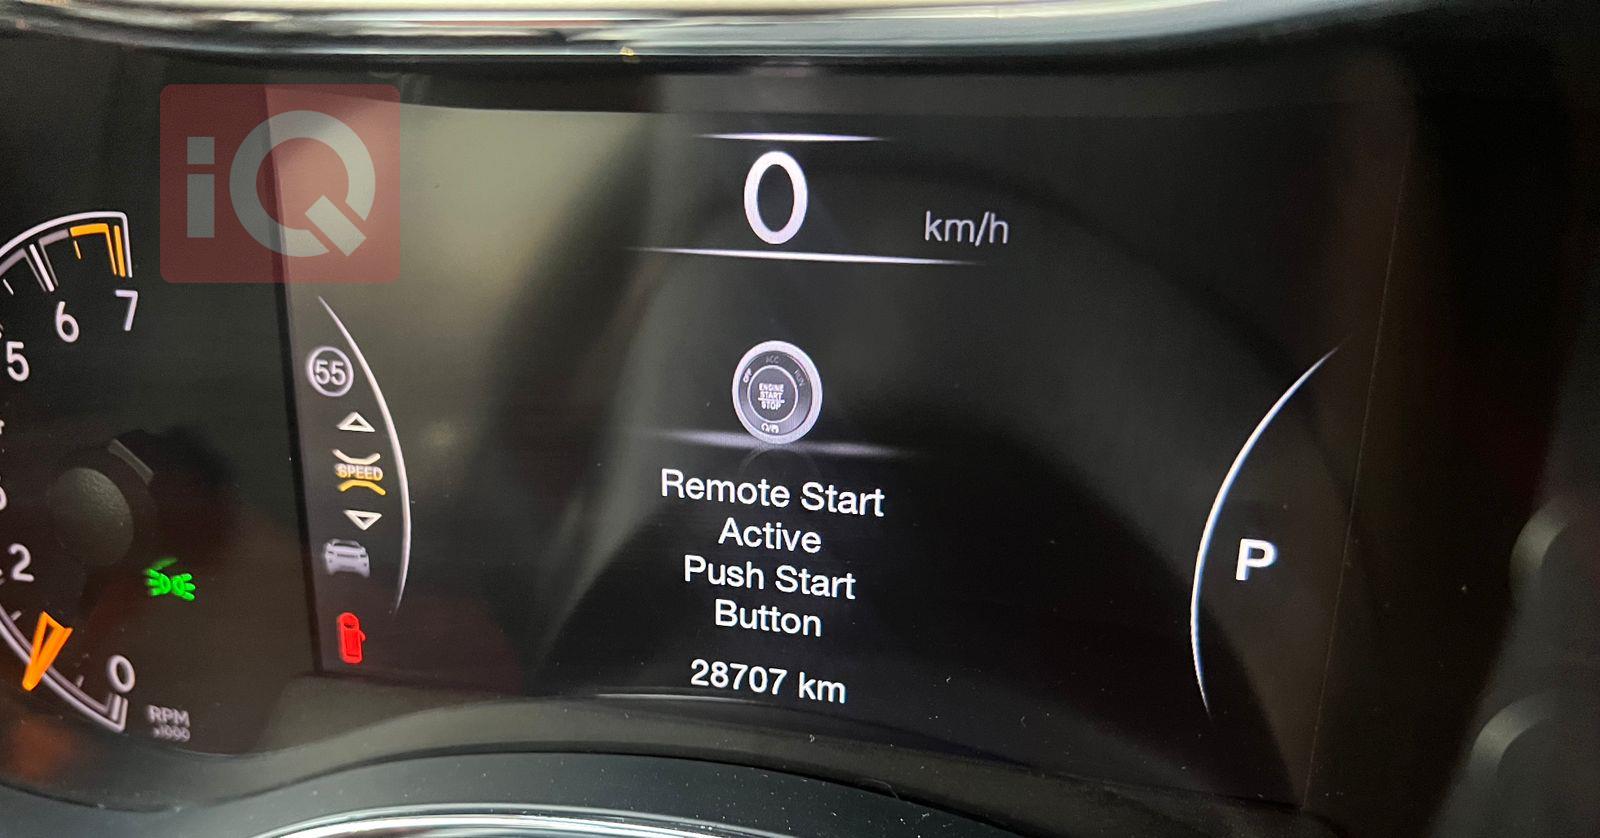 iQ
0
km/h
5
6
7
55
SPEED
OFF
ACC
RUN
ENGINE
START
STOP
Remote Start
Active
Push Start
Button
28707 km
P
2
0
RPM
x1000